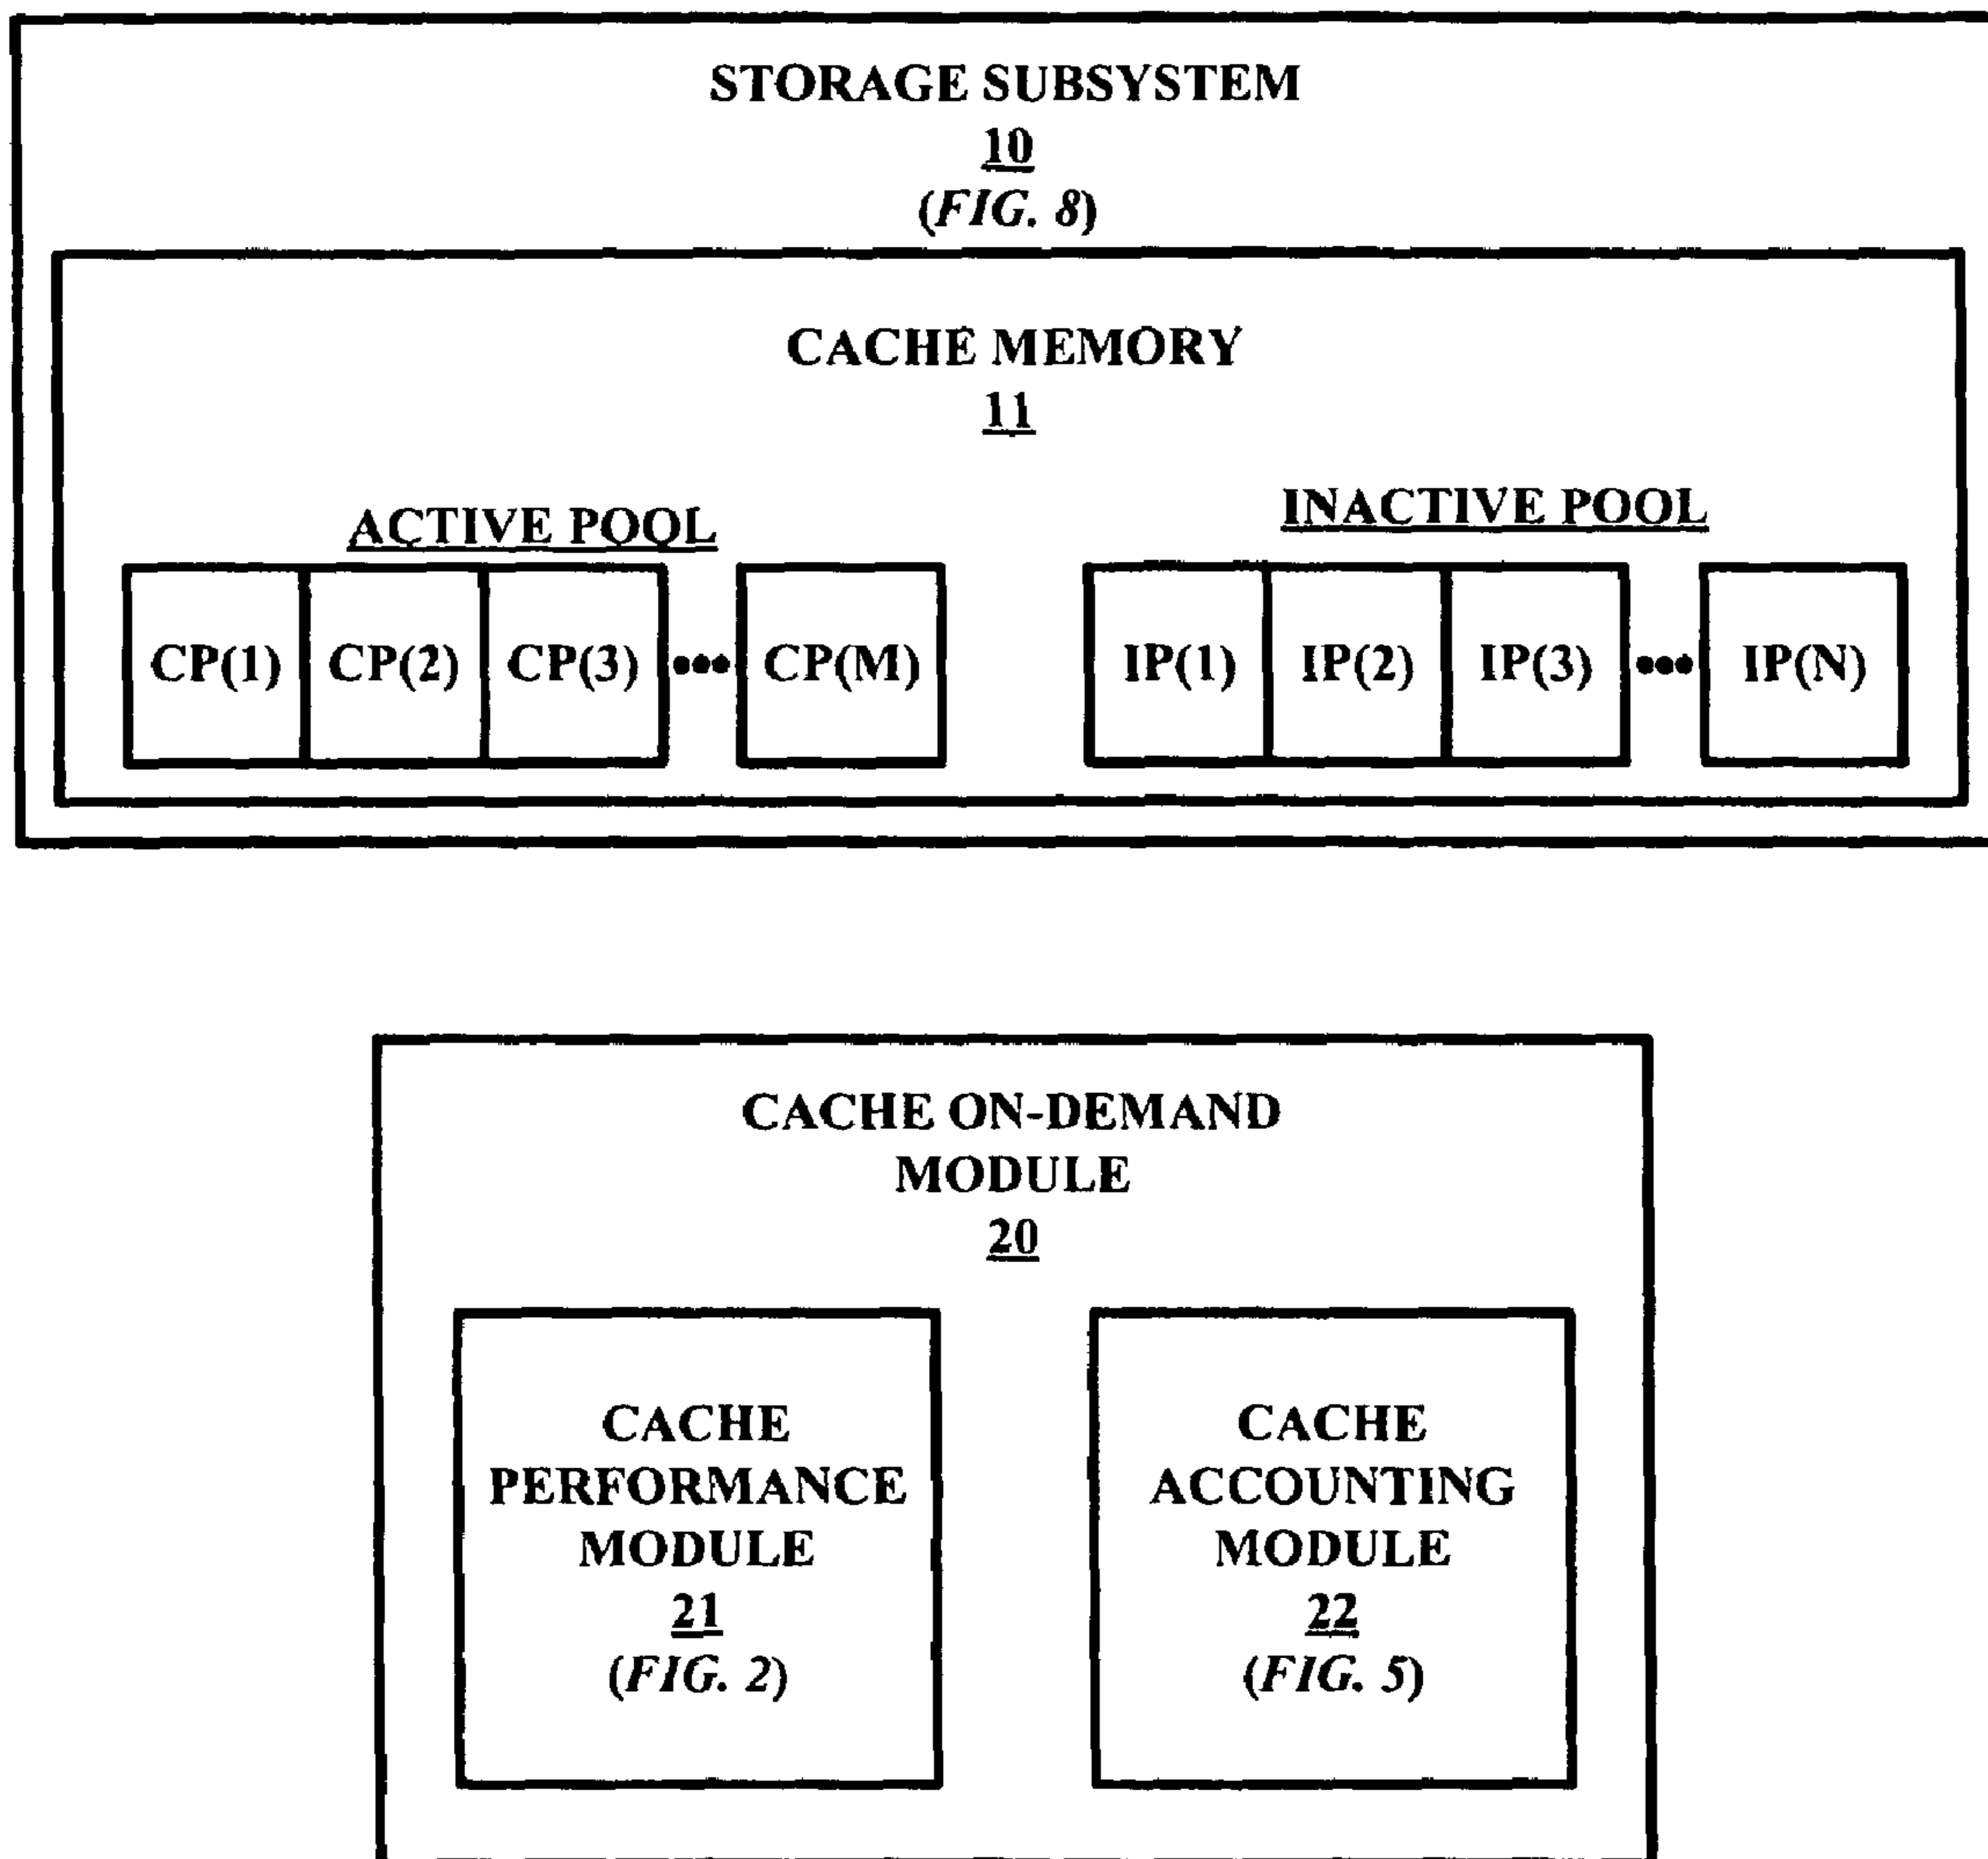 STORAGE SUBSYSTEM
10
(FIG. 8)
CACHE MEMORY
11
ACTIVE POOL
INACTIVE POOL
CP(1) CP(2) CP(3) ••• CP(M)
IP(1) IP(2) IP(3) ••• IP(N)
CACHE ON-DEMAND
MODULE
20
CACHE
PERFORMANCE
MODULE
21
(FIG. 2)
CACHE
ACCOUNTING
MODULE
22
(FIG. 5)